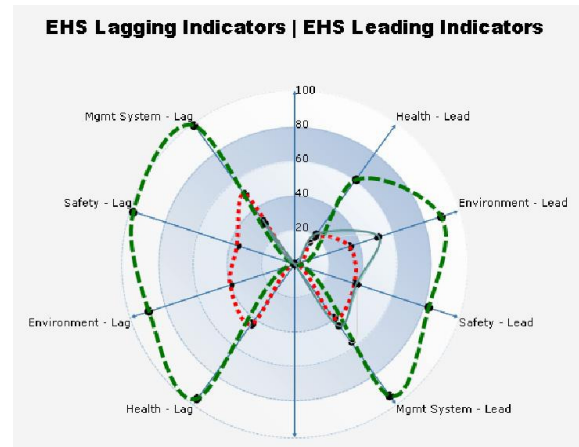 EHS Lagging Indicators | EHS Leading Indicators
100
Mgmt System - Lag
Health - Lead
80
60
Safety - Lag
Environment - Lead
40
20
Environment - Lag
Safety - Lead
Health - Lag
Mgmt System - Lead